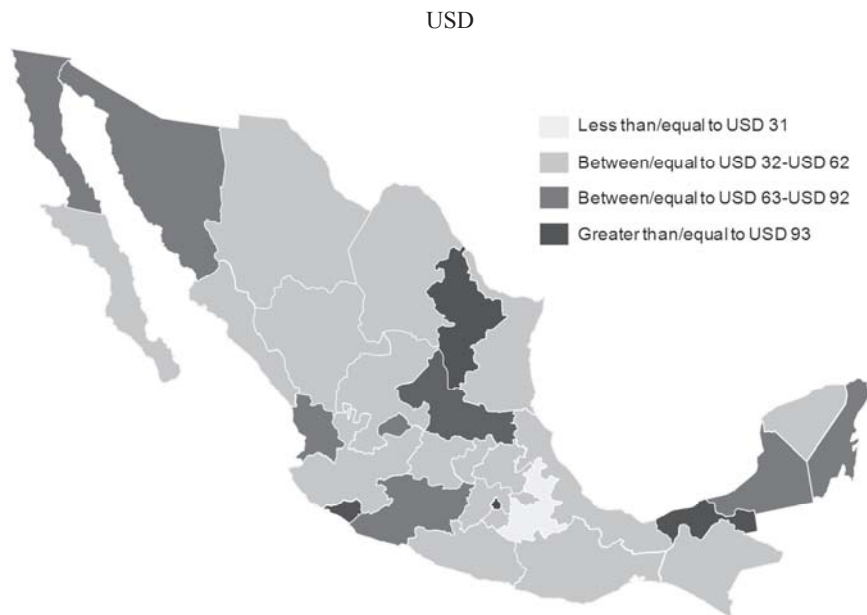 USD
Less than/equal to USD 31
Between/equal to USD 32-USD 62
Between/equal to USD 63-USD 92
Greater than/equal to USD 93